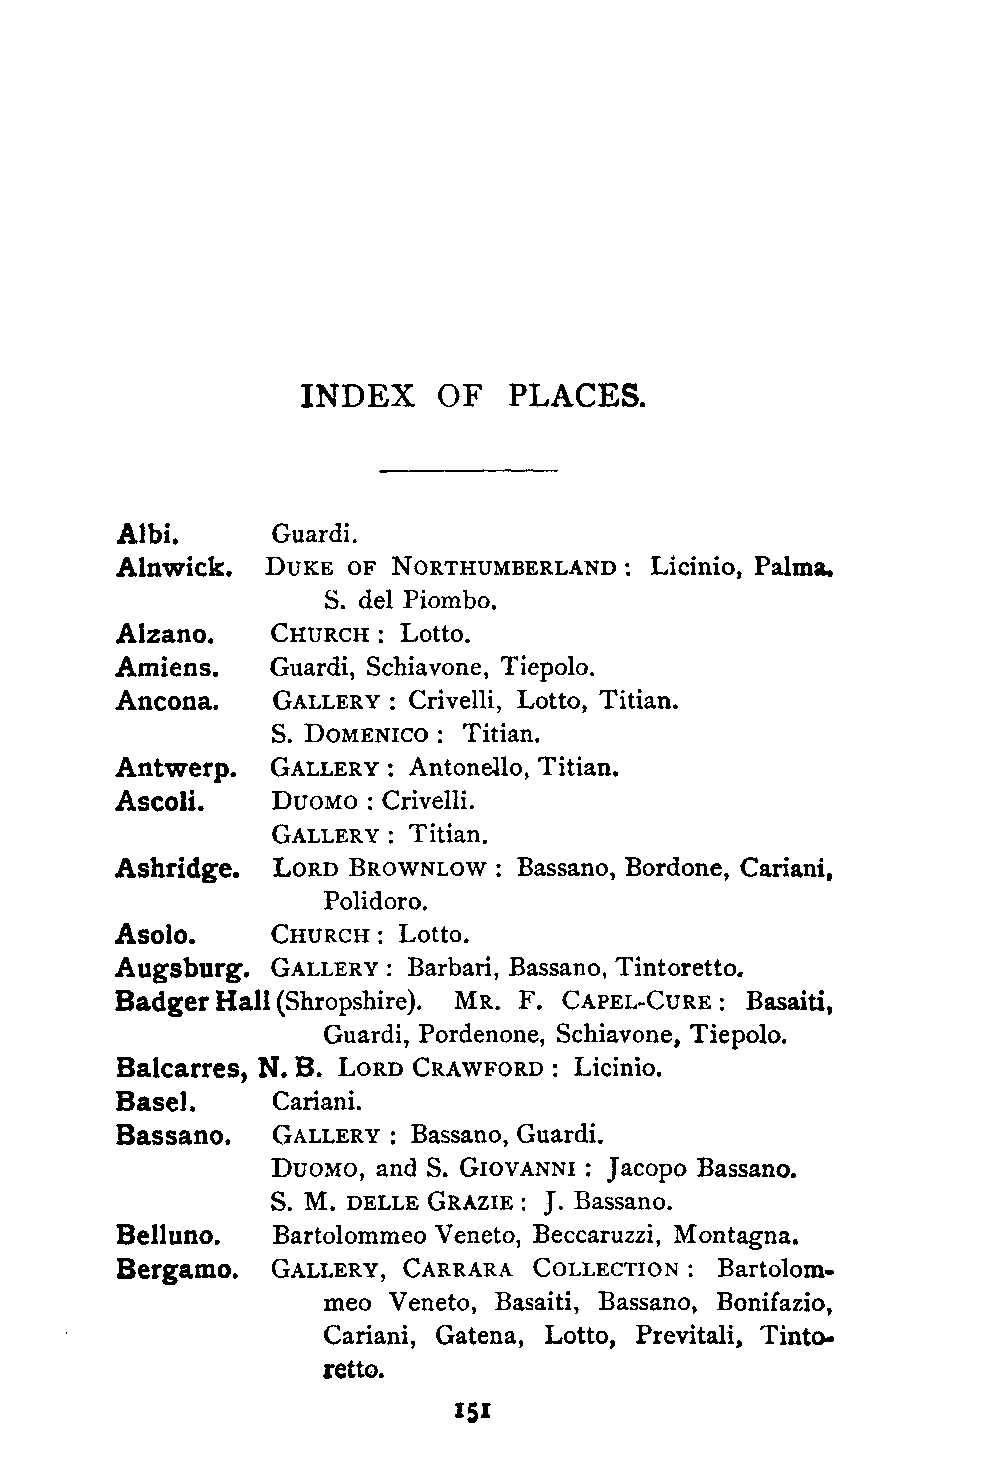 INDEX OF PLACES.
Albi. Guardi.
Alnwick. DUKE OF NORTHUMBERLAND : Licinio, Palma.
S. del Piombo.
Alzano. CHURCH : Lotto.
Amiens. Guardi, Schiavone, Tiepolo.
Ancona. GALLERY : Crivelli, Lotto, Titian.
S. DOMENICO : Titian.
Antwerp. GALLERY : Antonello, Titian.
Ascoli. DUOMO : Crivelli.
GALLERY : Titian.
Ashridge. LORD BROWNLOW : Bassano, Bordone, Cariani,
Polidoro.
Asolo. CHURCH : Lotto.
Augsburg. GALLERY : Barbari, Bassano, Tintoretto.
Badger Hall (Shropshire). MR. F. CAPEL-CURE : Basaiti,
Guardi, Pordenone, Schiavone, Tiepolo.
Balcarres, N. B. LORD CRAWFORD : Licinio.
Basel. Cariani.
Bassano. GALLERY : Bassano, Guardi.
DUOMO, and S. GIOVANNI : Jacopo Bassano.
S. M. DELLE GRAZIE : J. Bassano.
Belluno. Bartolommeo Veneto, Beccaruzzi, Montagna.
Bergamo. GALLERY, CARRARA COLLECTION : Bartolom-
meo Veneto, Basaiti, Bassano, Bonifazio,
Cariani, Gatena, Lotto, Previtali, Tinto-
retto.
151